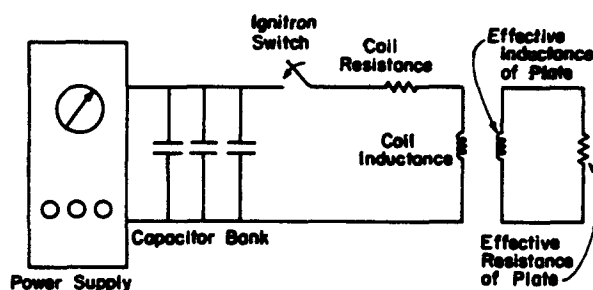 Ignitron
Switch
Coil
Resistance
Effective
Inductance
of Plate
Coil
Inductance
Capacitor Bank
Power Supply
Effective
Resistance
of Plate